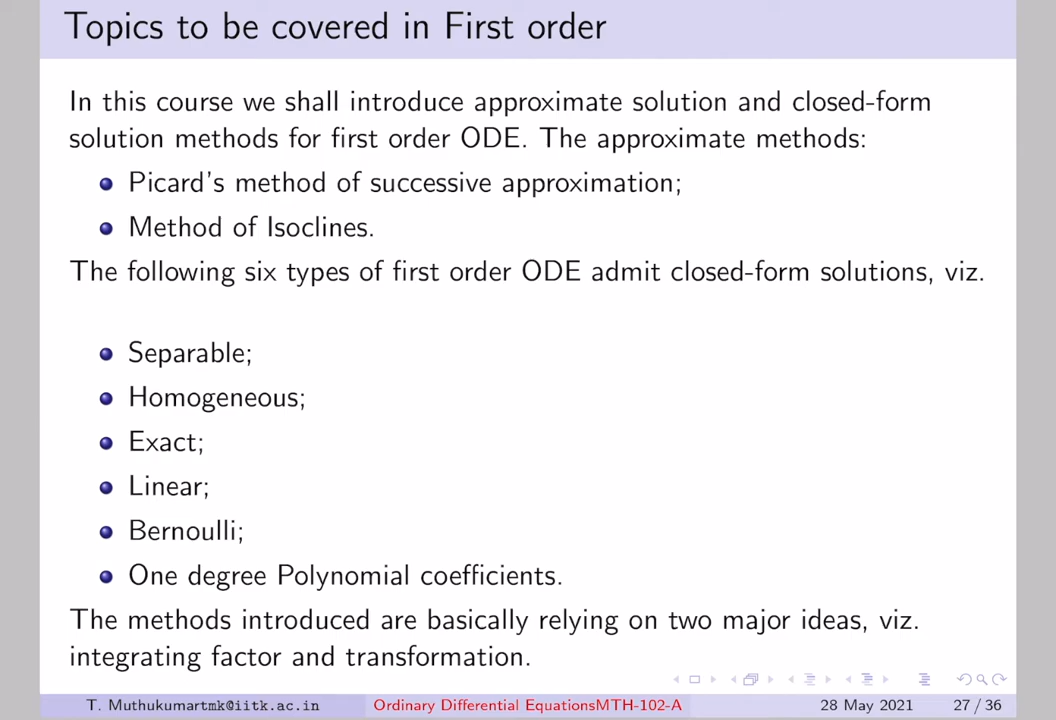 Topics to be covered in First order
In this course we shall introduce approximate solution and closed-form
solution methods for first order ODE. The approximate methods:
Picard's method of successive approximation;
Method of Isoclines.
The following six types of first order ODE admit closed-form solutions, viz.
Separable;
Homogeneous;
Exact;
Linear;
Bernoulli;
One degree Polynomial coefficients.
The methods introduced are basically relying on two major ideas, viz.
integrating factor and transformation.
T. Muthukumartmk@iitk.ac.in Ordinary Differential EquationsMTH-102-A 28 May 2021 27 / 36